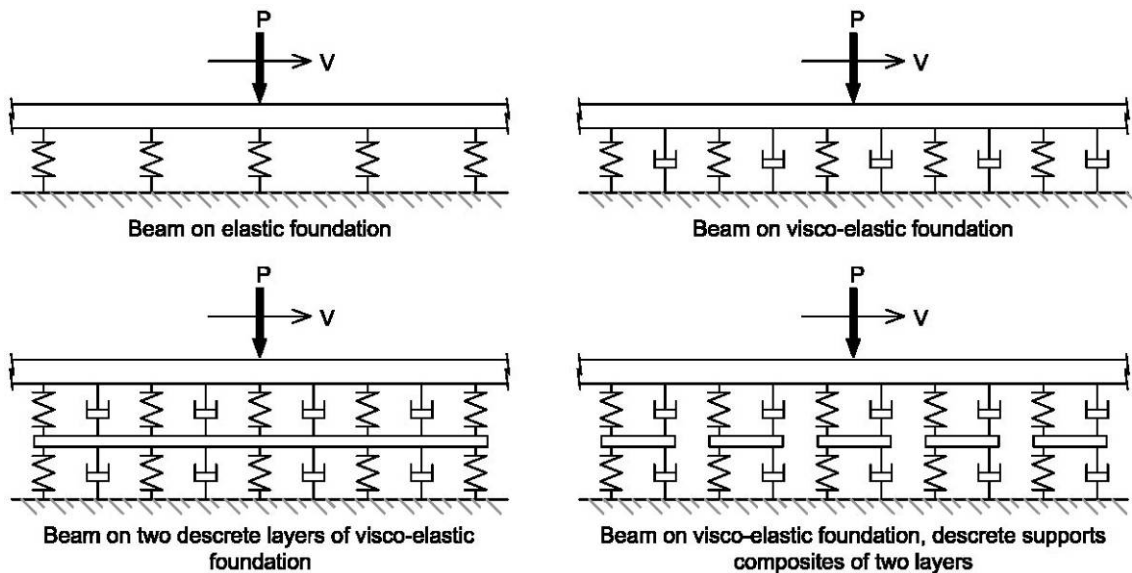 P
V
Beam on elastic foundation
P
V
Beam on visco-elastic foundation
P
V
Beam on two descrete layers of visco-elastic
foundation
P
V
Beam on visco-elastic foundation, descrete supports
composites of two layers